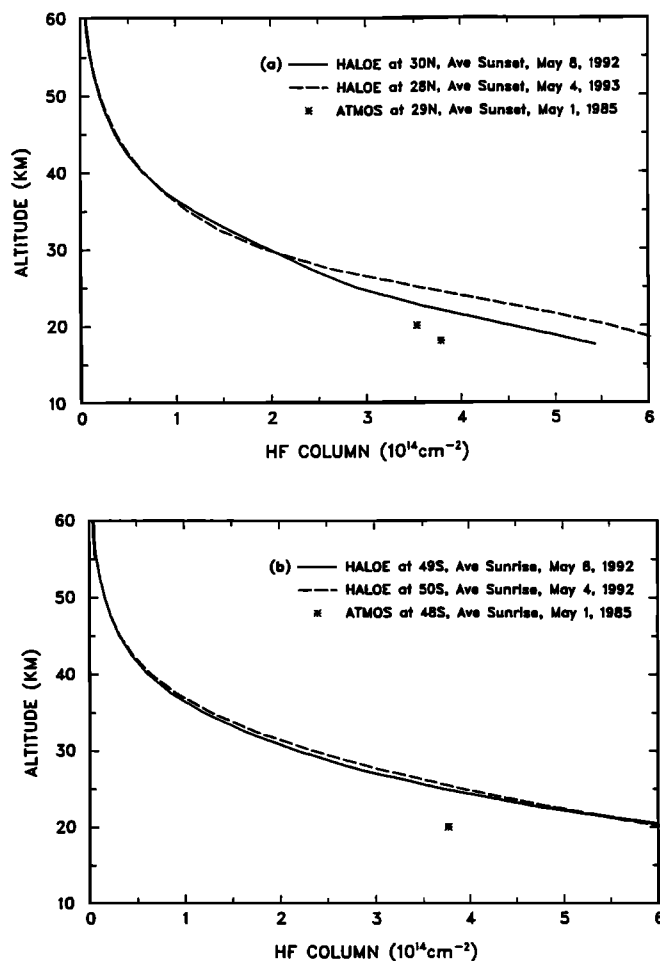 60
50
40
30
20
10
ALTITUDE (KM)
(a) HALOE at 30N, Ave Sunset, May 8, 1992
HALOE at 28N, Ave Sunset, May 4, 1993
* ATMOS at 29N, Ave Sunset, May 1, 1985
0 1 2 3 4 5 6
HF COLUMN (10¹⁴cm⁻²)
60
50
40
30
20
10
ALTITUDE (KM)
(b) HALOE at 49S, Ave Sunrise, May 6, 1992
HALOE at 50S, Ave Sunrise, May 4, 1992
* ATMOS at 48S, Ave Sunrise, May 1, 1985
0 1 2 3 4 5 6
HF COLUMN (10¹⁴cm⁻²)